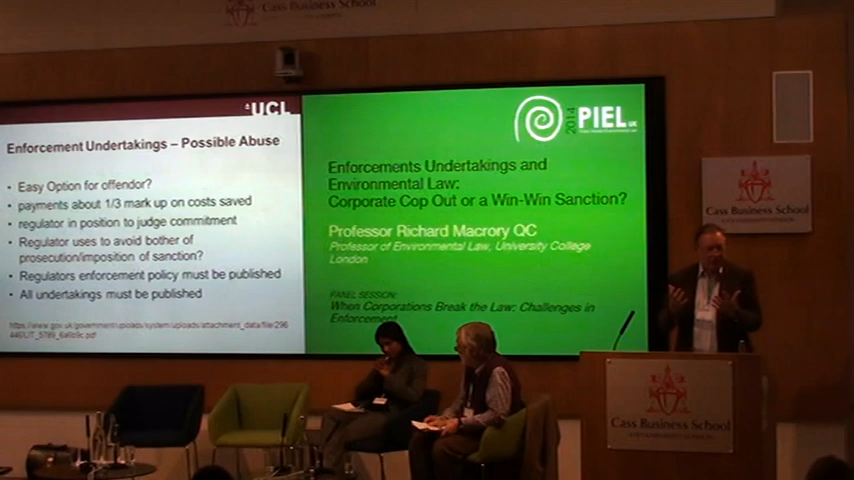 Cass Business School
UCL
Enforcement Undertakings – Possible Abuse
• Easy Option for offendor?
• payments about 1/3 mark up on costs saved
• regulator in position to judge commitment
• Regulator uses to avoid bother of
prosecution/imposition of sanction?
• Regulators enforcement policy must be published
• All undertakings must be published
2014 PIEL UK
Enforcements Undertakings and
Environmental Law:
Corporate Cop Out or a Win-Win Sanction?
Professor Richard Macrory QC
Professor of Environmental Law, University College
London
PANEL SESSION:
When Corporations Break the Law: Challenges in
Enforcement
Cass Business School
Cass Business School